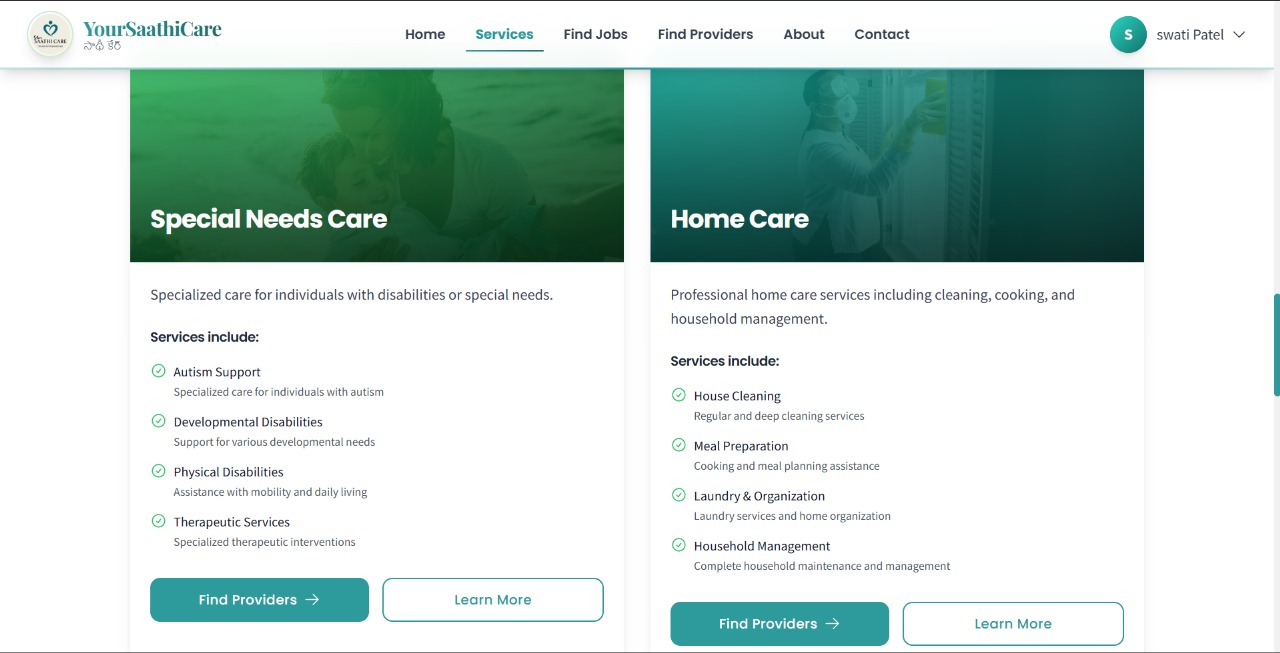 YourSaathiCare
సాథీ కేర్
Home
Services
Find Jobs
Find Providers
About
Contact
S
swati Patel
Special Needs Care
Specialized care for individuals with disabilities or special needs.
Services include:
Autism Support
Specialized care for individuals with autism
Developmental Disabilities
Support for various developmental needs
Physical Disabilities
Assistance with mobility and daily living
Therapeutic Services
Specialized therapeutic interventions
Find Providers →
Learn More
Home Care
Professional home care services including cleaning, cooking, and
household management.
Services include:
House Cleaning
Regular and deep cleaning services
Meal Preparation
Cooking and meal planning assistance
Laundry & Organization
Laundry services and home organization
Household Management
Complete household maintenance and management
Find Providers →
Learn More